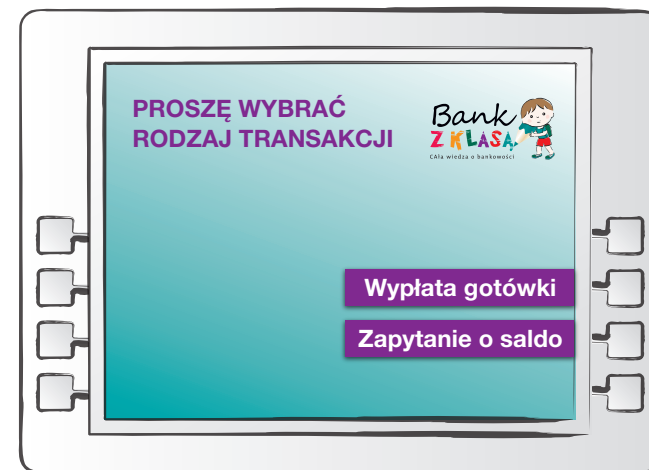 PROSZĘ WYBRAĆ
RODZAJ TRANSAKCJI
Bank
Z KLASĄ
CAła wiedza o bankowości
Wypłata gotówki
Zapytanie o saldo